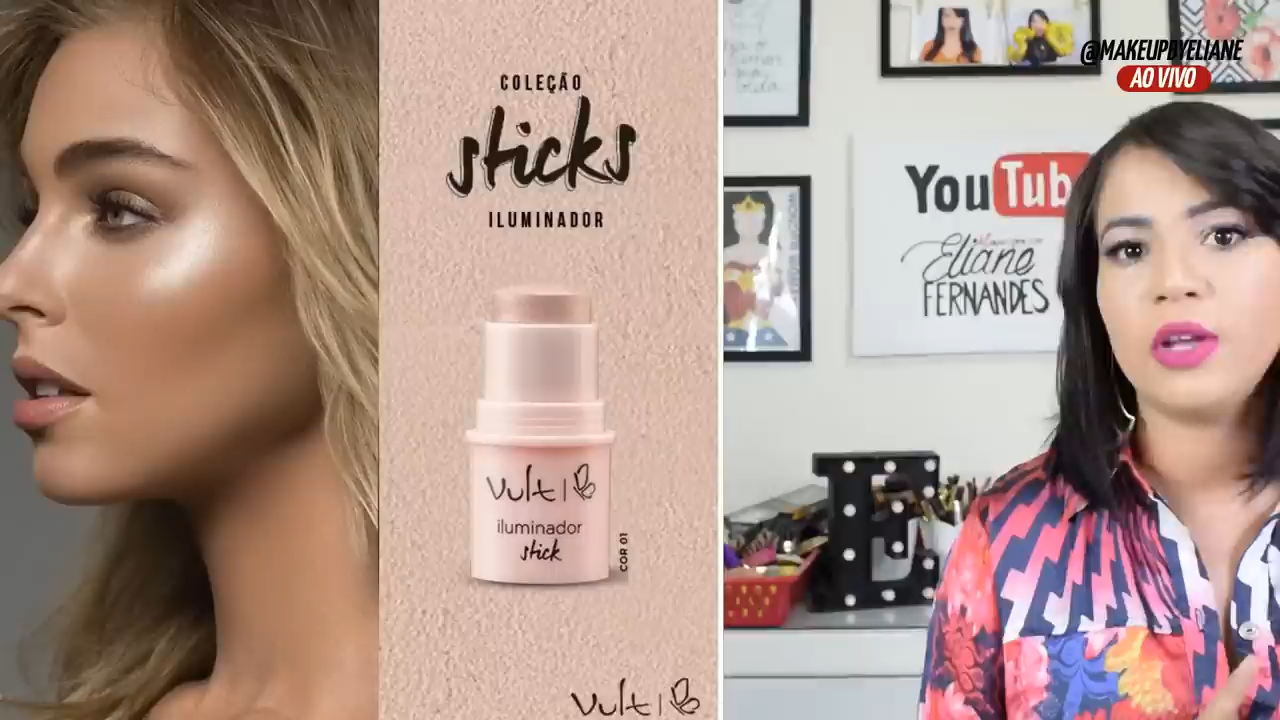 COLEÇÃO
sticks
ILUMINADOR
Vult
iluminador
stick
COR 01
Vult
@MAKEUPBYELIANE
AO VIVO
YouTub
Eliane
FERNANDES
E